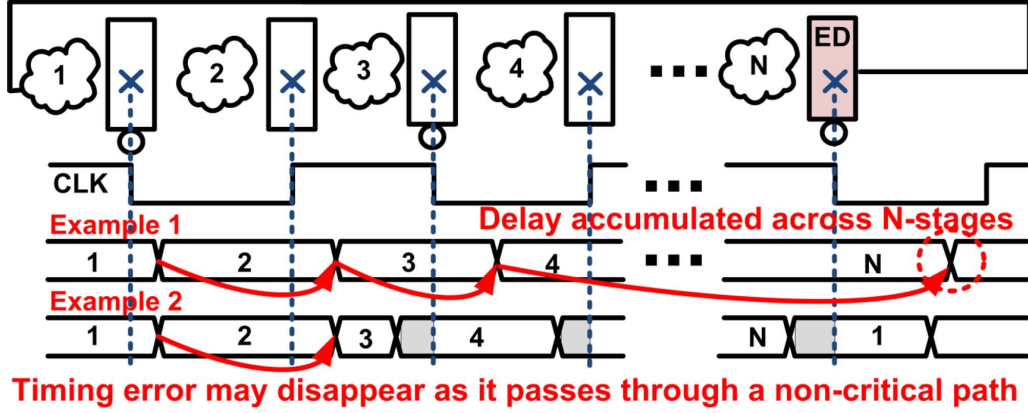 1 2 3 4 ... N ED
CLK ...
Example 1
Delay accumulated across N-stages
1 2 3 4 ... N
Example 2
1 2 3 4 N 1
Timing error may disappear as it passes through a non-critical path